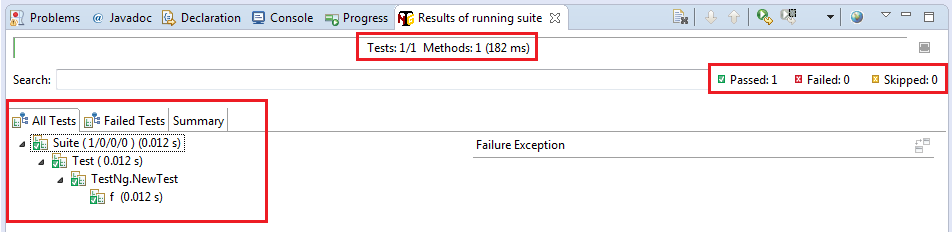 Problems @ Javadoc Declaration Console Progress Results of running suite
Tests: 1/1 Methods: 1 (182 ms)
Search: Passed: 1 Failed: 0 Skipped: 0
All Tests Failed Tests Summary
Suite ( 1/0/0/0 ) (0.012 s) Failure Exception
Test ( 0.012 s)
TestNg.NewTest
f (0.012 s)